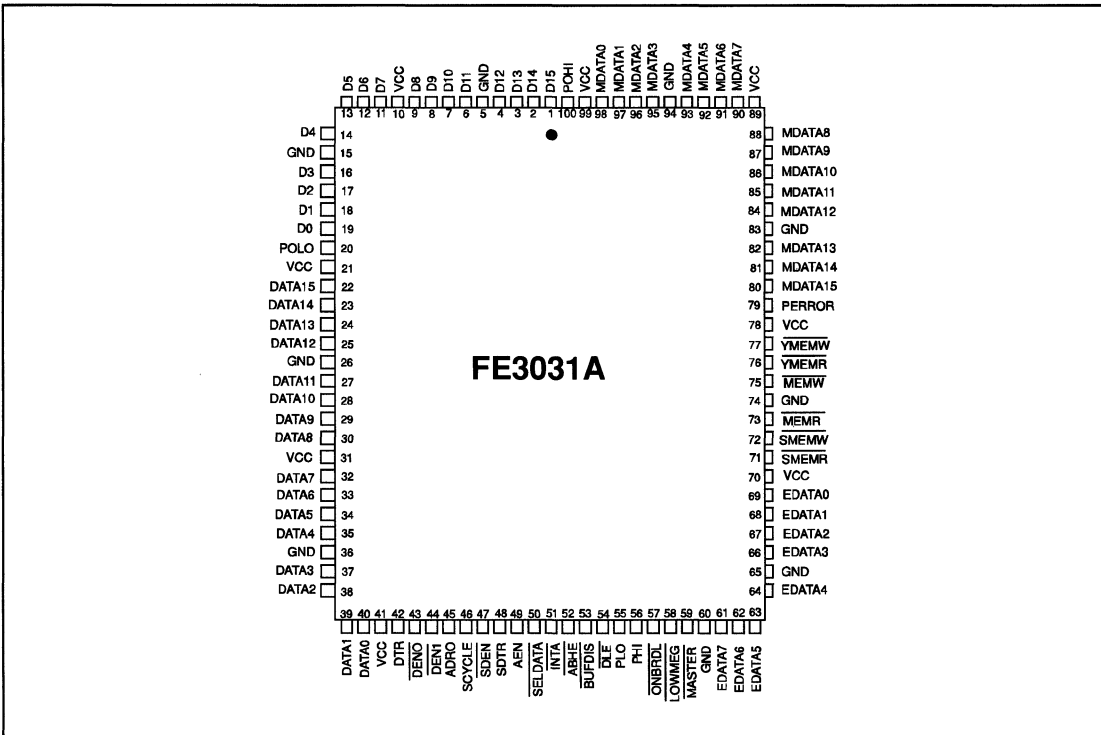 D5 D6 D7 VCC D8 D9 D10 D11 GND D12 D13 D14 D15 POHI VCC MDATA0 MDATA1 MDATA2 MDATA3 GND MDATA4 MDATA5 MDATA6 MDATA7 VCC
13 12 11 10 9 8 7 6 5 4 3 2 1 100 99 98 97 96 95 94 93 92 91 90 89
D4 14 88 MDATA8
GND 15 87 MDATA9
D3 16 86 MDATA10
D2 17 85 MDATA11
D1 18 84 MDATA12
D0 19 83 GND
POLO 20 82 MDATA13
VCC 21 81 MDATA14
DATA15 22 80 MDATA15
DATA14 23 79 PERROR
DATA13 24 78 VCC
DATA12 25 77 YMEMW
GND 26 76 YMEMR
FE3031A
DATA11 27 75 MEMW
DATA10 28 74 GND
DATA9 29 73 MEMR
DATA8 30 72 SMEMW
VCC 31 71 SMEMR
DATA7 32 70 VCC
DATA6 33 69 EDATA0
DATA5 34 68 EDATA1
DATA4 35 67 EDATA2
GND 36 66 EDATA3
DATA3 37 65 GND
DATA2 38 64 EDATA4
39 40 41 42 43 44 45 46 47 48 49 50 51 52 53 54 55 56 57 58 59 60 61 62 63
DATA1 DATA0 VCC DTR DENO DEN1 ADRO SCYCLE SDEN SDTR AEN SELDATA INTA ABHE BUFDIS DLE PLO PHI ONBRDL LOWMEG MASTER GND EDATA7 EDATA6 EDATA5